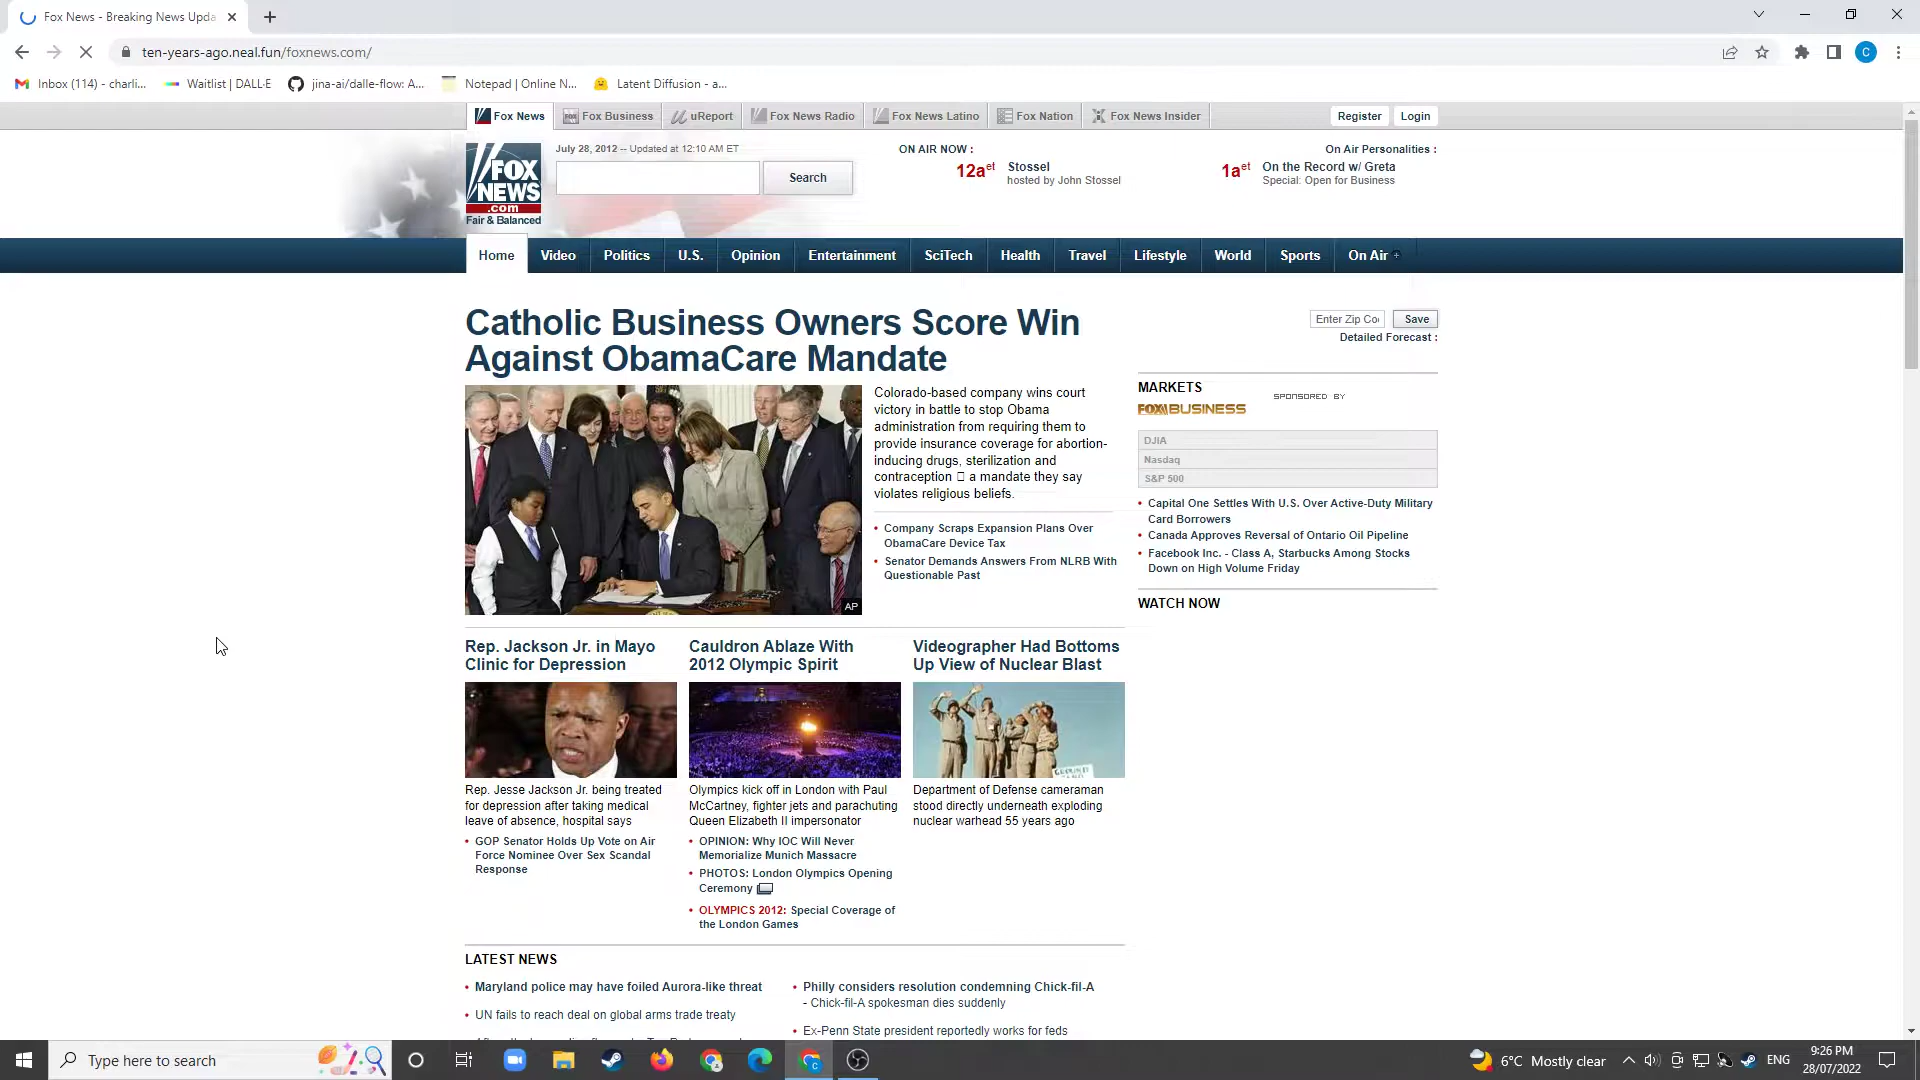 Fox News - Breaking News Upda
ten-years-ago.neal.fun/foxnews.com/
C
Inbox (114) - charli...
Waitlist | DALL·E
jina-ai/dalle-flow: A...
Notepad | Online N...
Latent Diffusion - a...
Fox News
Fox Business
uReport
Fox News Radio
Fox News Latino
Fox Nation
Fox News Insider
Register
Login
FOX
NEWS
.com
Fair & Balanced
July 28, 2012 -- Updated at 12:10 AM ET
Search
ON AIR NOW :
12a et
Stossel
hosted by John Stossel
On Air Personalities :
1a et
On the Record w/ Greta
Special: Open for Business
Home
Video
Politics
U.S.
Opinion
Entertainment
SciTech
Health
Travel
Lifestyle
World
Sports
On Air +
Catholic Business Owners Score Win
Against ObamaCare Mandate
AP
Colorado-based company wins court
victory in battle to stop Obama
administration from requiring them to
provide insurance coverage for abortion-
inducing drugs, sterilization and
contraception a mandate they say
violates religious beliefs.
• Company Scraps Expansion Plans Over
ObamaCare Device Tax
• Senator Demands Answers From NLRB With
Questionable Past
Enter Zip Co
Save
Detailed Forecast :
MARKETS
FOX BUSINESS
SPONSORED BY
DJIA
Nasdaq
S&P 500
• Capital One Settles With U.S. Over Active-Duty Military
Card Borrowers
• Canada Approves Reversal of Ontario Oil Pipeline
• Facebook Inc. - Class A, Starbucks Among Stocks
Down on High Volume Friday
WATCH NOW
Rep. Jackson Jr. in Mayo
Clinic for Depression
Rep. Jesse Jackson Jr. being treated
for depression after taking medical
leave of absence, hospital says
• GOP Senator Holds Up Vote on Air
Force Nominee Over Sex Scandal
Response
Cauldron Ablaze With
2012 Olympic Spirit
Olympics kick off in London with Paul
McCartney, fighter jets and parachuting
Queen Elizabeth II impersonator
• OPINION: Why IOC Will Never
Memorialize Munich Massacre
• PHOTOS: London Olympics Opening
Ceremony
• OLYMPICS 2012: Special Coverage of
the London Games
Videographer Had Bottoms
Up View of Nuclear Blast
Department of Defense cameraman
stood directly underneath exploding
nuclear warhead 55 years ago
LATEST NEWS
• Maryland police may have foiled Aurora-like threat
• UN fails to reach deal on global arms trade treaty
• Philly considers resolution condemning Chick-fil-A
- Chick-fil-A spokesman dies suddenly
• Ex-Penn State president reportedly works for feds
Type here to search
6°C Mostly clear
ENG
9:26 PM
28/07/2022